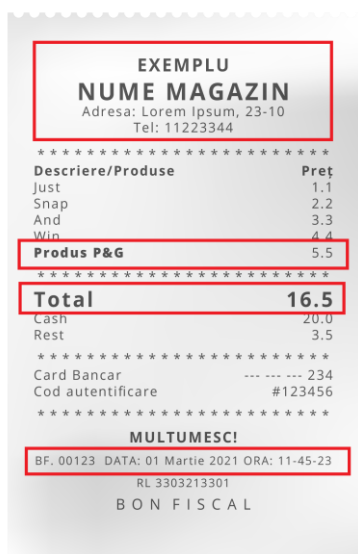 EXEMPLU
NUME MAGAZIN
Adresa: Lorem Ipsum, 23-10
Tel: 11223344
* * * * * * * * * * * * * * * * * * * * * * * *
Descriere/Produse Preț
Just 1.1
Snap 2.2
And 3.3
Win 4.4
Produs P&G 5.5
* * * * * * * * * * * * * * * * * * * * * * * *
Total 16.5
Cash 20.0
Rest 3.5
* * * * * * * * * * * * * * * * * * * * * * * *
Card Bancar --- --- --- 234
Cod autentificare #123456
* * * * * * * * * * * * * * * * * * * * * * * *
MULTUMESC!
BF. 00123 DATA: 01 Martie 2021 ORA: 11-45-23
RL 3303213301
BON FISCAL